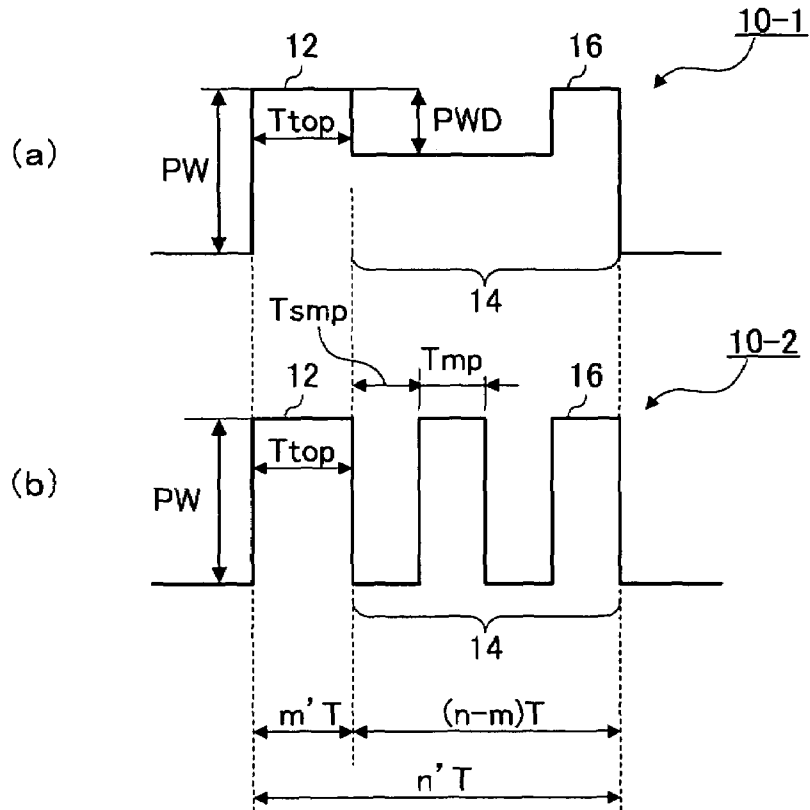 12
16
10-1
Ttop
PWD
(a)
PW
14
Tsmp
12
Tmp
16
10-2
Ttop
(b)
PW
14
m'T
(n-m)T
n'T